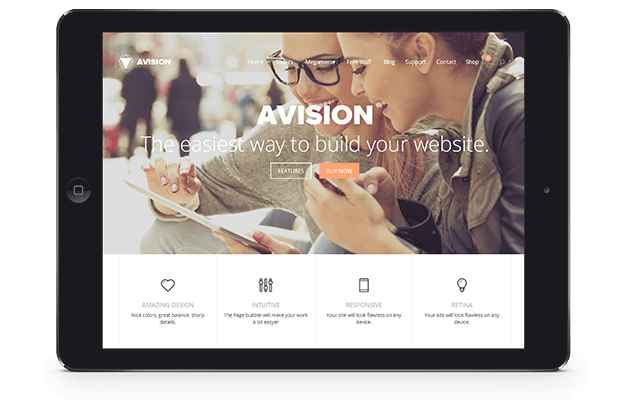 AVISION
Home Sliders Megamenu Free stuff Blog Support Contact Shop
AVISION
The easiest way to build your website.
FEATURES BUY NOW
AMAZING DESIGN INTUITIVE RESPONSIVE RETINA
Nice colors, great balance, sharp The Page builder will make your work Your site will look flawless on any Your site will look flawless on any
details. a lot easyer device. device.